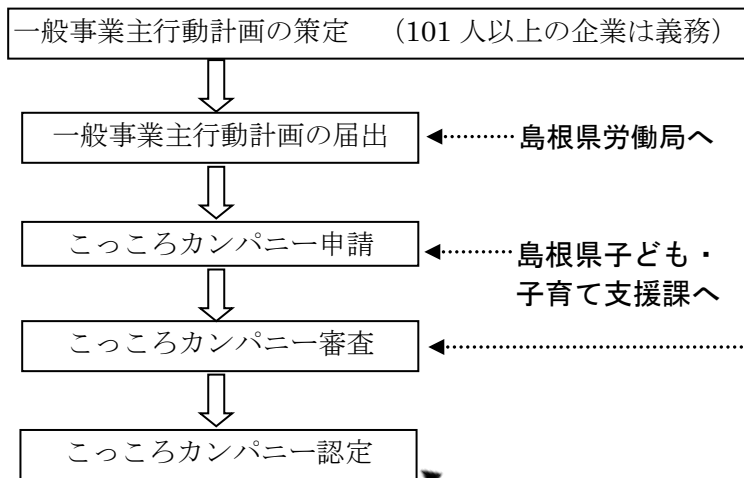 一般事業主行動計画の策定　（101 人以上の企業は義務）
一般事業主行動計画の届出
島根県労働局へ
こっころカンパニー申請
島根県子ども・
子育て支援課へ
こっころカンパニー審査
こっころカンパニー認定